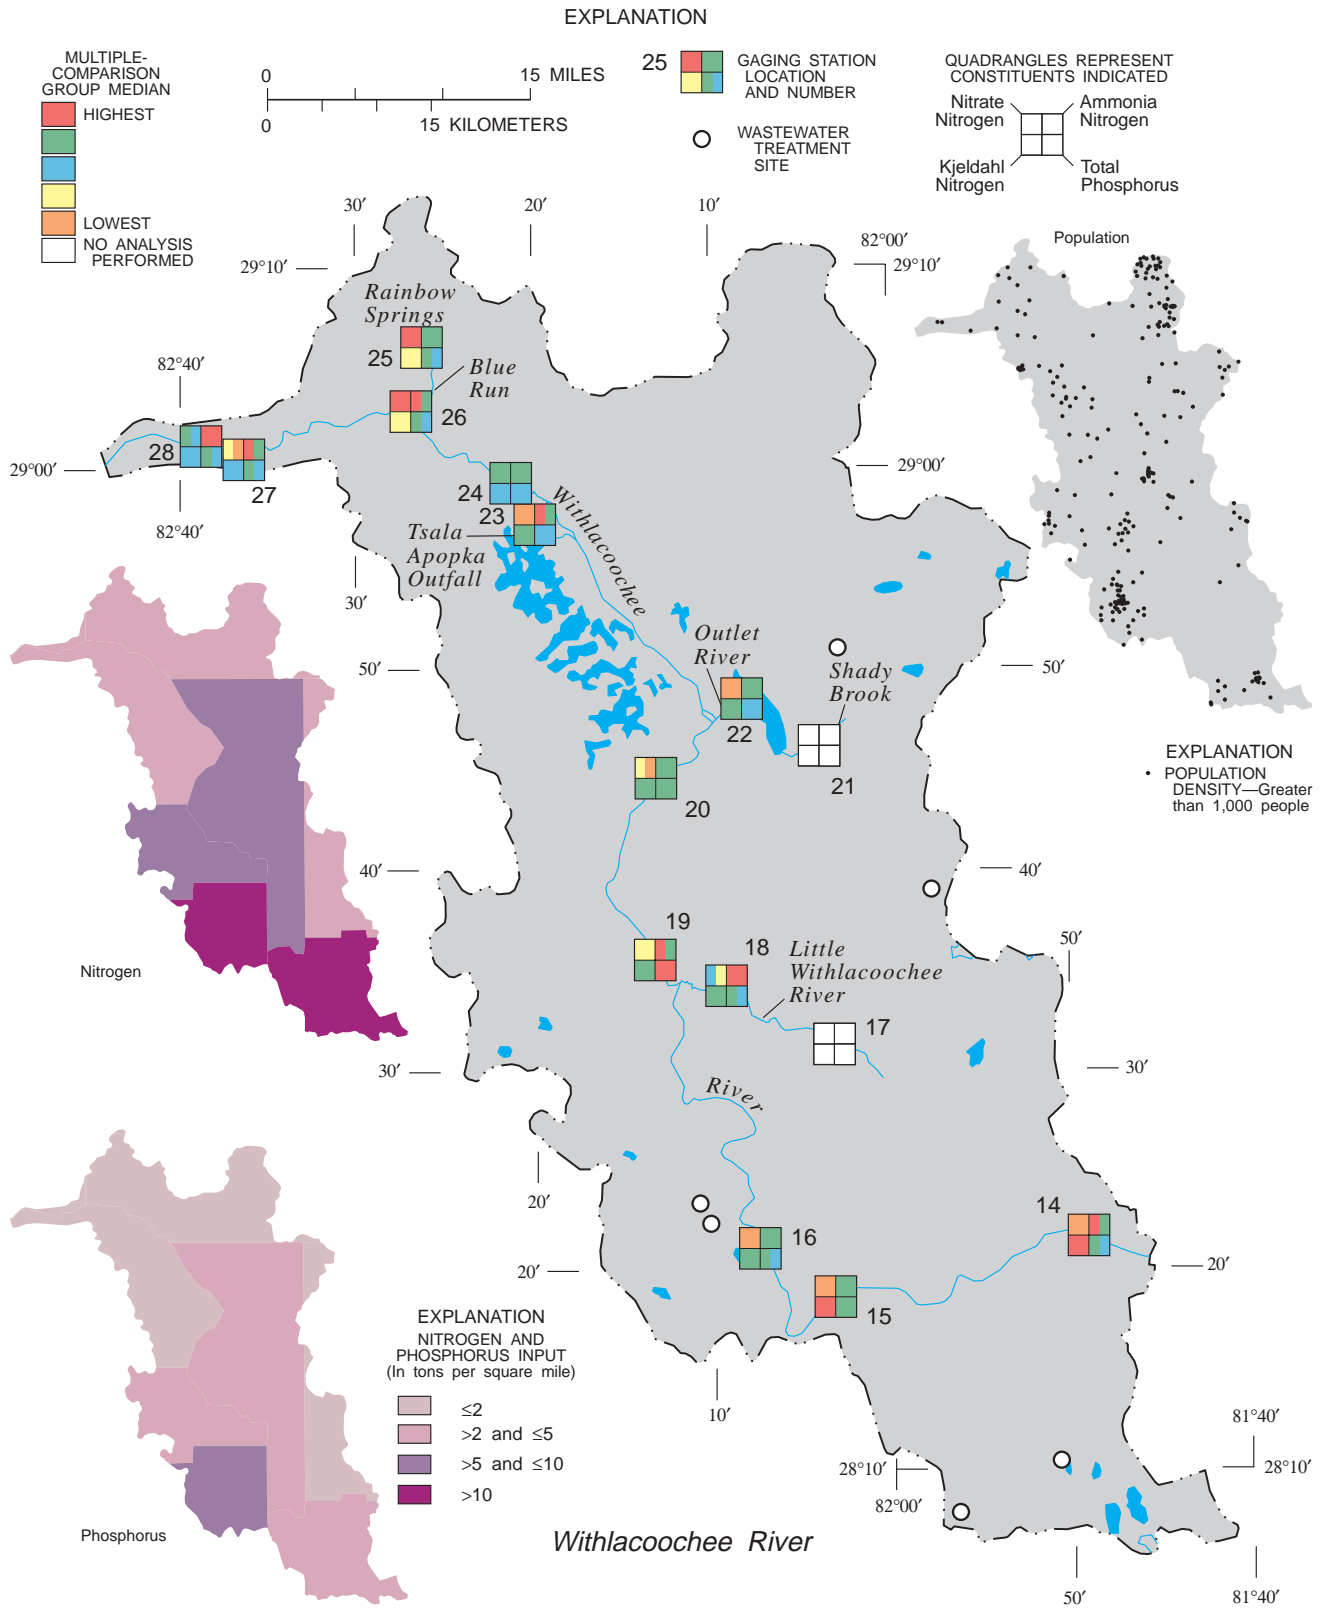 EXPLANATION
MULTIPLE-
COMPARISON
GROUP MEDIAN
HIGHEST
LOWEST
NO ANALYSIS
PERFORMED
0 15 MILES
0 15 KILOMETERS
25
GAGING STATION
LOCATION
AND NUMBER
WASTEWATER
TREATMENT
SITE
QUADRANGLES REPRESENT
CONSTITUENTS INDICATED
Nitrate
Nitrogen
Ammonia
Nitrogen
Kjeldahl
Nitrogen
Total
Phosphorus
30′
20′
10′
82°00′
29°10′
29°10′
Population
Rainbow
Springs
25
Blue
Run
82°40′
26
28
27
29°00′
29°00′
82°40′
24
23
Withlacoochee
Tsala
Apopka
Outfall
30′
50′
50′
Outlet
River
Shady
Brook
22
21
20
EXPLANATION
POPULATION
DENSITY—Greater
than 1,000 people
40′
40′
19
18
Little
Withlacoochee
River
50′
17
Nitrogen
30′
30′
River
20′
14
16
20′
20′
15
EXPLANATION
NITROGEN AND
PHOSPHORUS INPUT
(In tons per square mile)
≤2
>2 and ≤5
>5 and ≤10
>10
10′
81°40′
28°10′
28°10′
82°00′
Phosphorus
Withlacoochee River
50′
81°40′